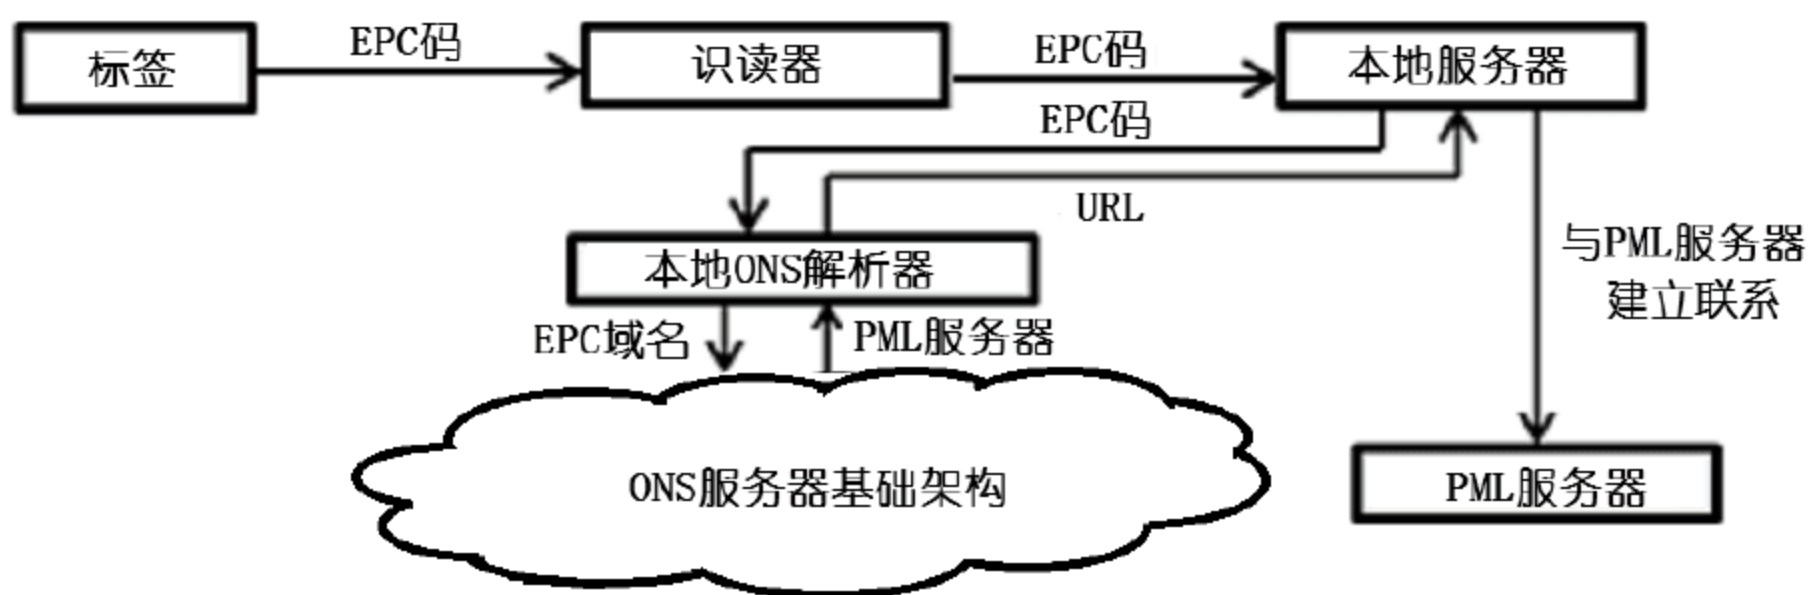 标签
EPC码
识读器
EPC码
本地服务器
EPC码
URL
本地ONS解析器
与PML服务器
建立联系
EPC域名
PML服务器
ONS服务器基础架构
PML服务器